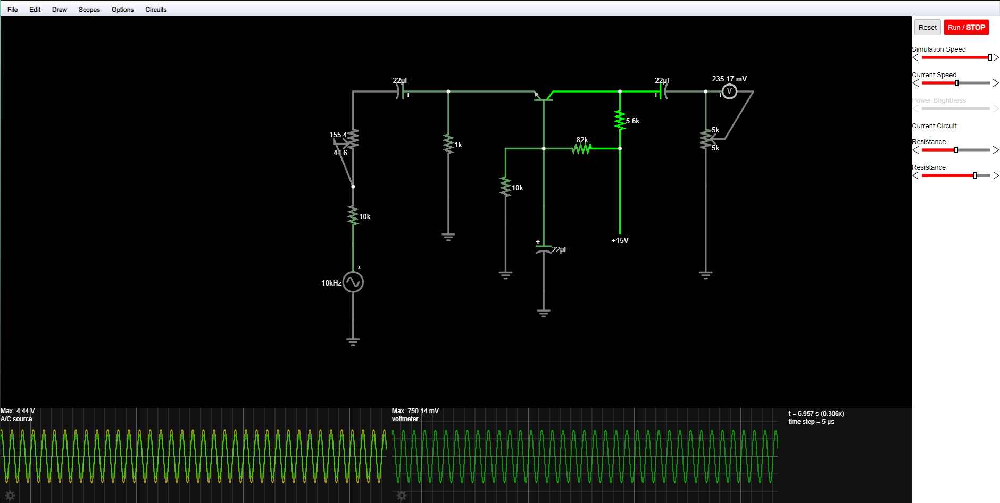 File Edit Draw Scopes Options Circuits
Reset Run / STOP
Simulation Speed
Current Speed
Power Brightness
Current Circuit:
Resistance
Resistance
22µF
+
22µF
+
235.17 mV
+
V
155.4
44.6
1k
5.6k
5k
5k
82k
10k
10k
+15V
+
22µF
*
10kHz
Max=4.44 V
A/C source
Max=750.14 mV
voltmeter
t = 6.957 s (0.306x)
time step = 5 µs